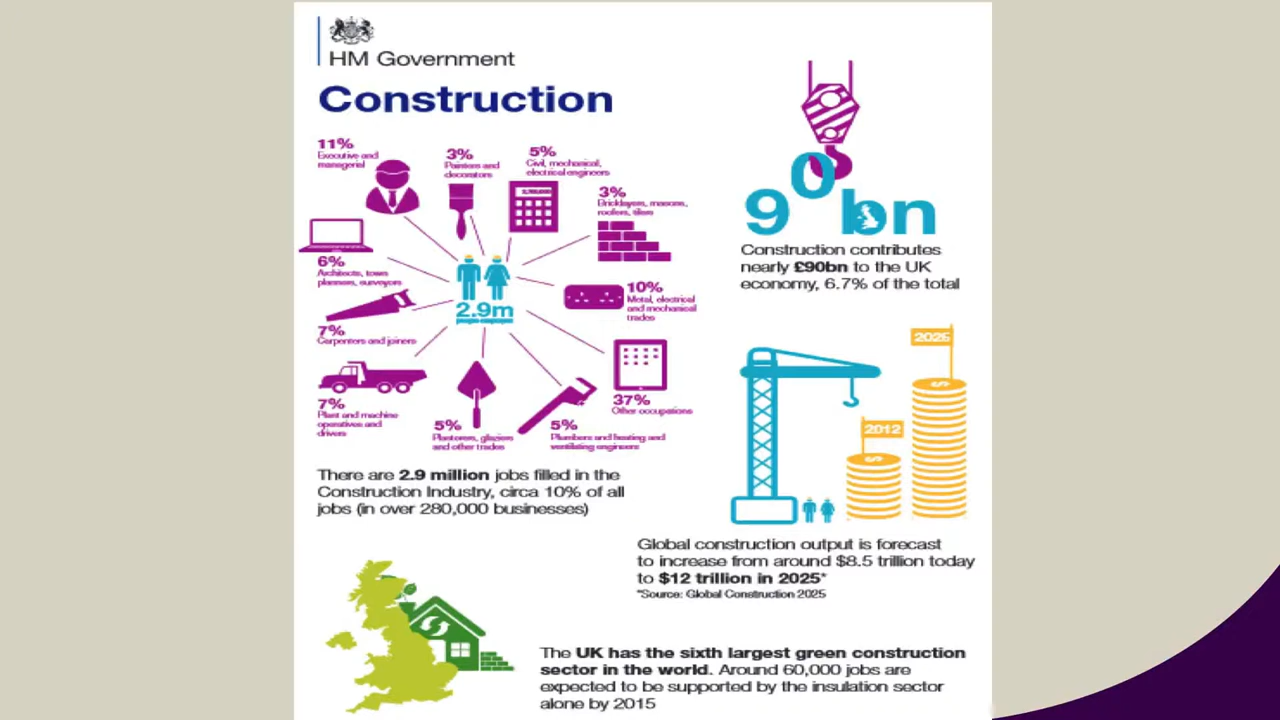 HM Government
Construction
11%
Executive and
managerial
3%
Painters and
decorators
5%
Civil, mechanical,
electrical engineers
3%
Bricklayers, masons,
roofers, tilers
6%
Architects, town
planners, surveyors
2.9m
people employed
10%
Metal, electrical
and mechanical
trades
7%
Carpenters and joiners
7%
Plant and machine
operatives and
drivers
5%
Plasterers, glaziers
and other trades
5%
Plumbers and heating and
ventilating engineers
37%
Other occupations
There are 2.9 million jobs filled in the
Construction Industry, circa 10% of all
jobs (in over 280,000 businesses)
90bn
Construction contributes
nearly £90bn to the UK
economy, 6.7% of the total
2025
2012
$
$
Global construction output is forecast
to increase from around $8.5 trillion today
to $12 trillion in 2025*
*Source: Global Construction 2025
The UK has the sixth largest green construction
sector in the world. Around 60,000 jobs are
expected to be supported by the insulation sector
alone by 2015